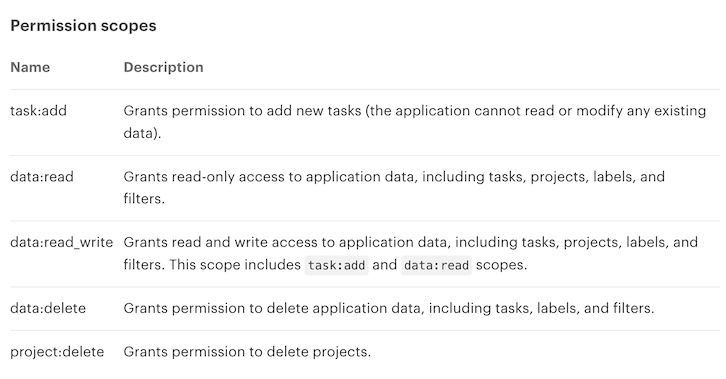 Permission scopes
Name Description
task:add Grants permission to add new tasks (the application cannot read or modify any existing
data).
data:read Grants read-only access to application data, including tasks, projects, labels, and
filters.
data:read_write Grants read and write access to application data, including tasks, projects, labels, and
filters. This scope includes task:add and data:read scopes.
data:delete Grants permission to delete application data, including tasks, labels, and filters.
project:delete Grants permission to delete projects.